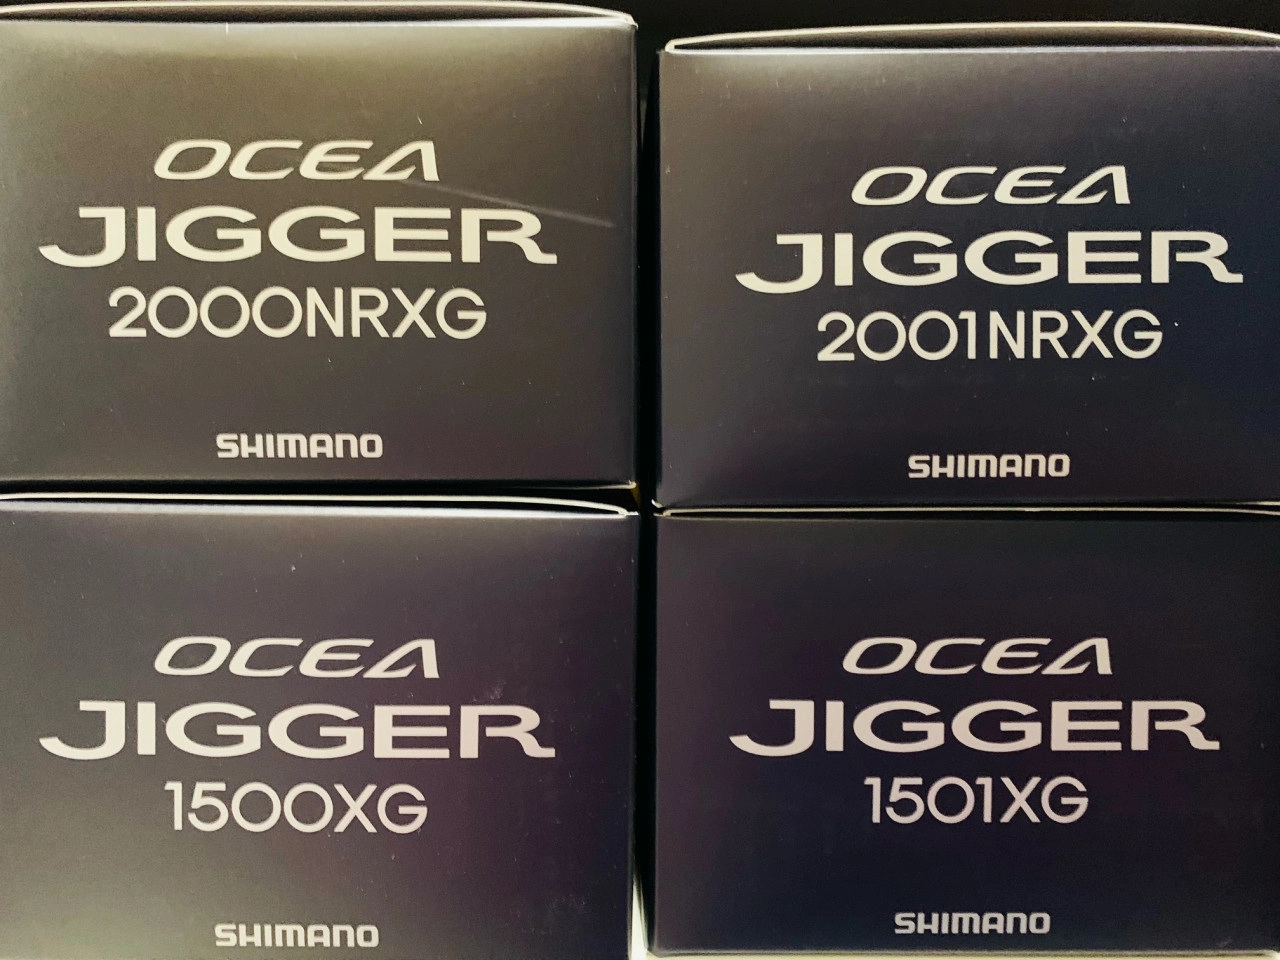 OCEA
JIGGER
2000NRXG
SHIMANO
OCEA
JIGGER
2001NRXG
SHIMANO
OCEA
JIGGER
1500XG
SHIMANO
OCEA
JIGGER
1501XG
SHIMANO